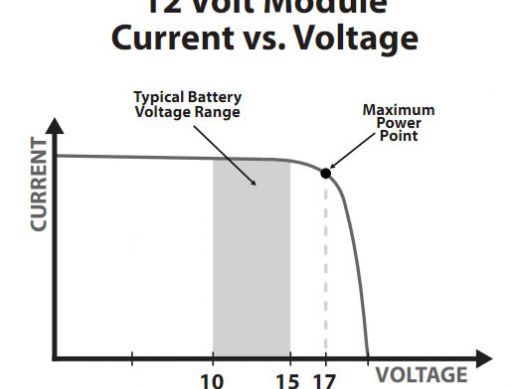 12 Volt Module
Current vs. Voltage
Typical Battery
Voltage Range
Maximum
Power
Point
CURRENT
10
15
17
VOLTAGE